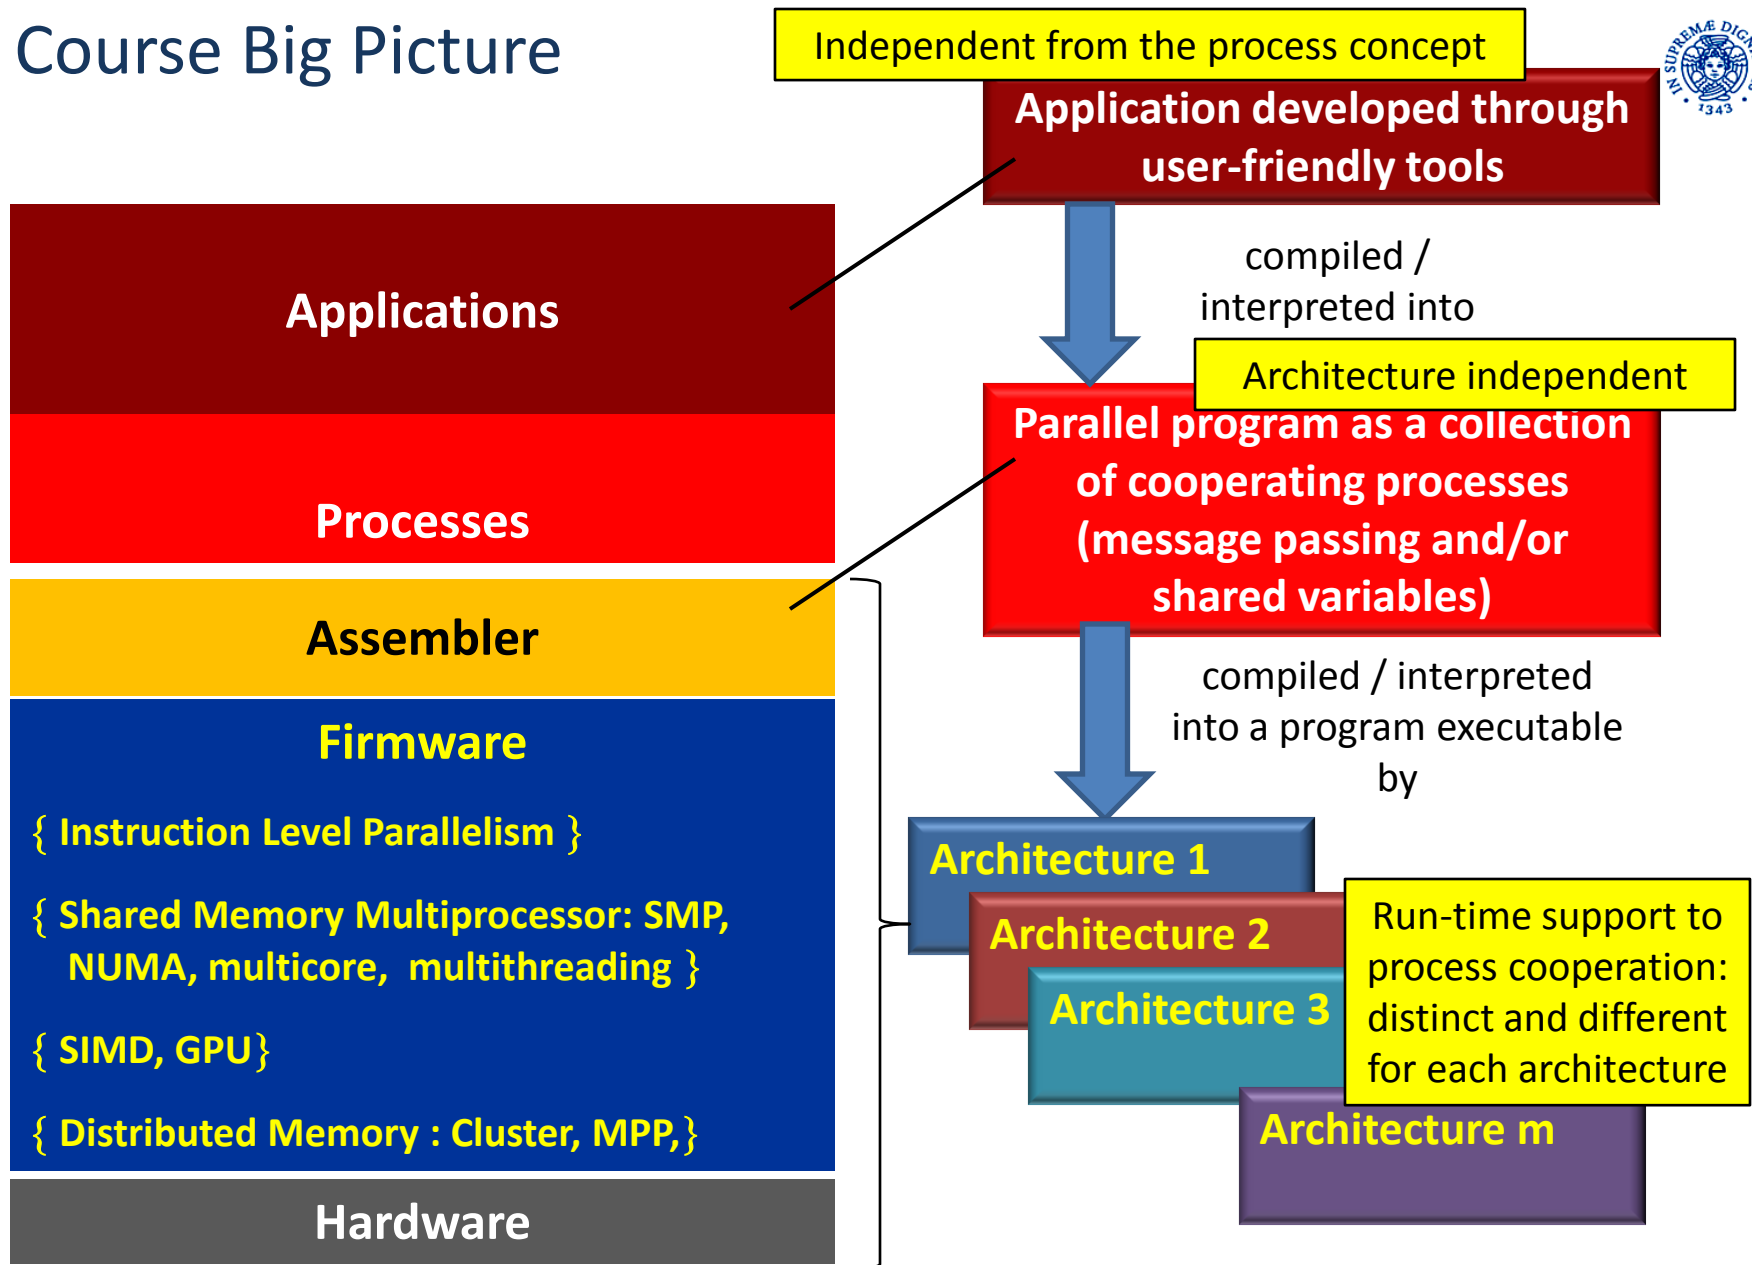 Course Big Picture
Independent from the process concept
IN SUPREMÆ DIGN
1343
Application developed through
user-friendly tools
compiled /
interpreted into
Architecture independent
Parallel program as a collection
of cooperating processes
(message passing and/or
shared variables)
compiled / interpreted
into a program executable
by
Architecture 1
Architecture 2
Architecture 3
Architecture m
Run-time support to
process cooperation:
distinct and different
for each architecture
Applications
Processes
Assembler
Firmware
{ Instruction Level Parallelism }
{ Shared Memory Multiprocessor: SMP,
NUMA, multicore, multithreading }
{ SIMD, GPU}
{ Distributed Memory : Cluster, MPP,}
Hardware